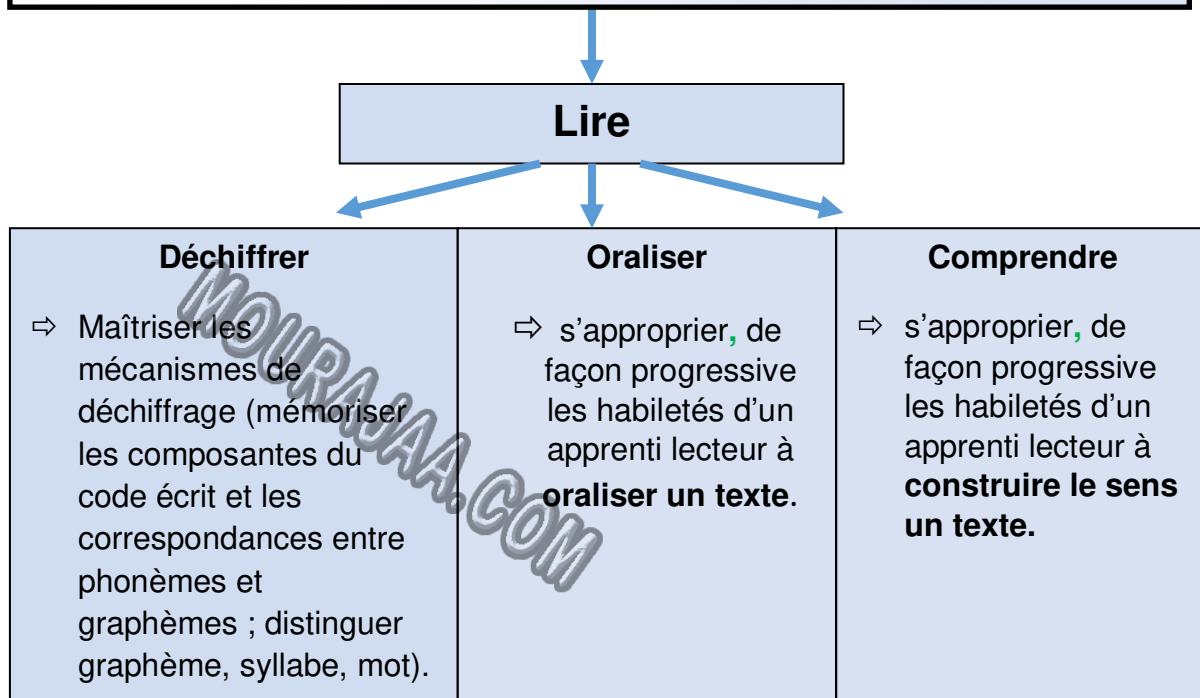 Lire
Déchiffrer
⇨ Maîtriser les
mécanismes de
déchiffrage (mémoriser
les composantes du
code écrit et les
correspondances entre
phonèmes et
graphèmes ; distinguer
graphème, syllabe, mot).
Oraliser
⇨ s'approprier, de
façon progressive
les habiletés d'un
apprenti lecteur à
oraliser un texte.
Comprendre
⇨ s'approprier, de
façon progressive
les habiletés d'un
apprenti lecteur à
construire le sens
un texte.
MOURAJAA.COM